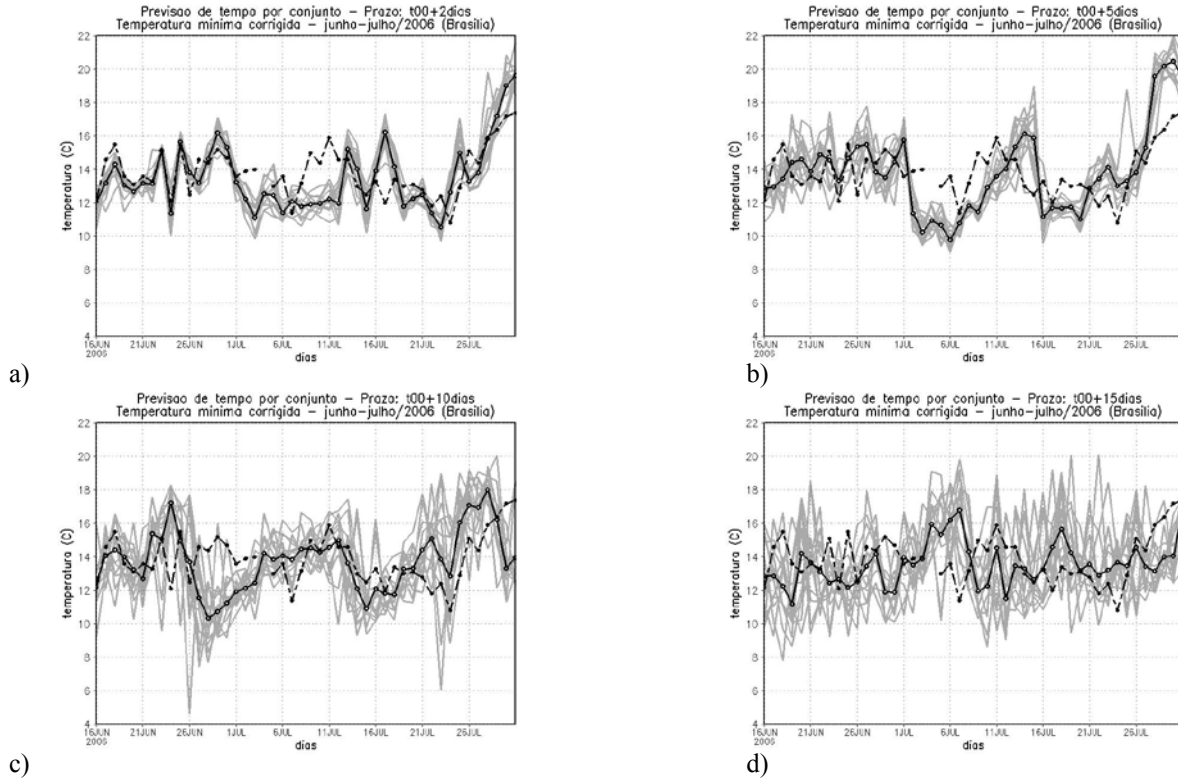 Previsao de tempo por conjunto – Prazo: t00+2dias
Temperatura minima corrigida – junho-julho/2006 (Brasilia)
temperatura (C)
22
20
18
16
14
12
10
8
6
4
16JUN 21JUN 26JUN 1JUL 6JUL 11JUL 16JUL 21JUL 26JUL
2006
dias
a)
Previsao de tempo por conjunto – Prazo: t00+5dias
Temperatura minima corrigida – junho-julho/2006 (Brasilia)
temperatura (C)
22
20
18
16
14
12
10
8
6
4
16JUN 21JUN 26JUN 1JUL 6JUL 11JUL 16JUL 21JUL 26JUL
2006
dias
b)
Previsao de tempo por conjunto – Prazo: t00+10dias
Temperatura minima corrigida – junho-julho/2006 (Brasilia)
temperatura (C)
22
20
18
16
14
12
10
8
6
4
16JUN 21JUN 26JUN 1JUL 6JUL 11JUL 16JUL 21JUL 26JUL
2006
dias
c)
Previsao de tempo por conjunto – Prazo: t00+15dias
Temperatura minima corrigida – junho-julho/2006 (Brasilia)
temperatura (C)
22
20
18
16
14
12
10
8
6
4
16JUN 21JUN 26JUN 1JUL 6JUL 11JUL 16JUL 21JUL 26JUL
2006
dias
d)